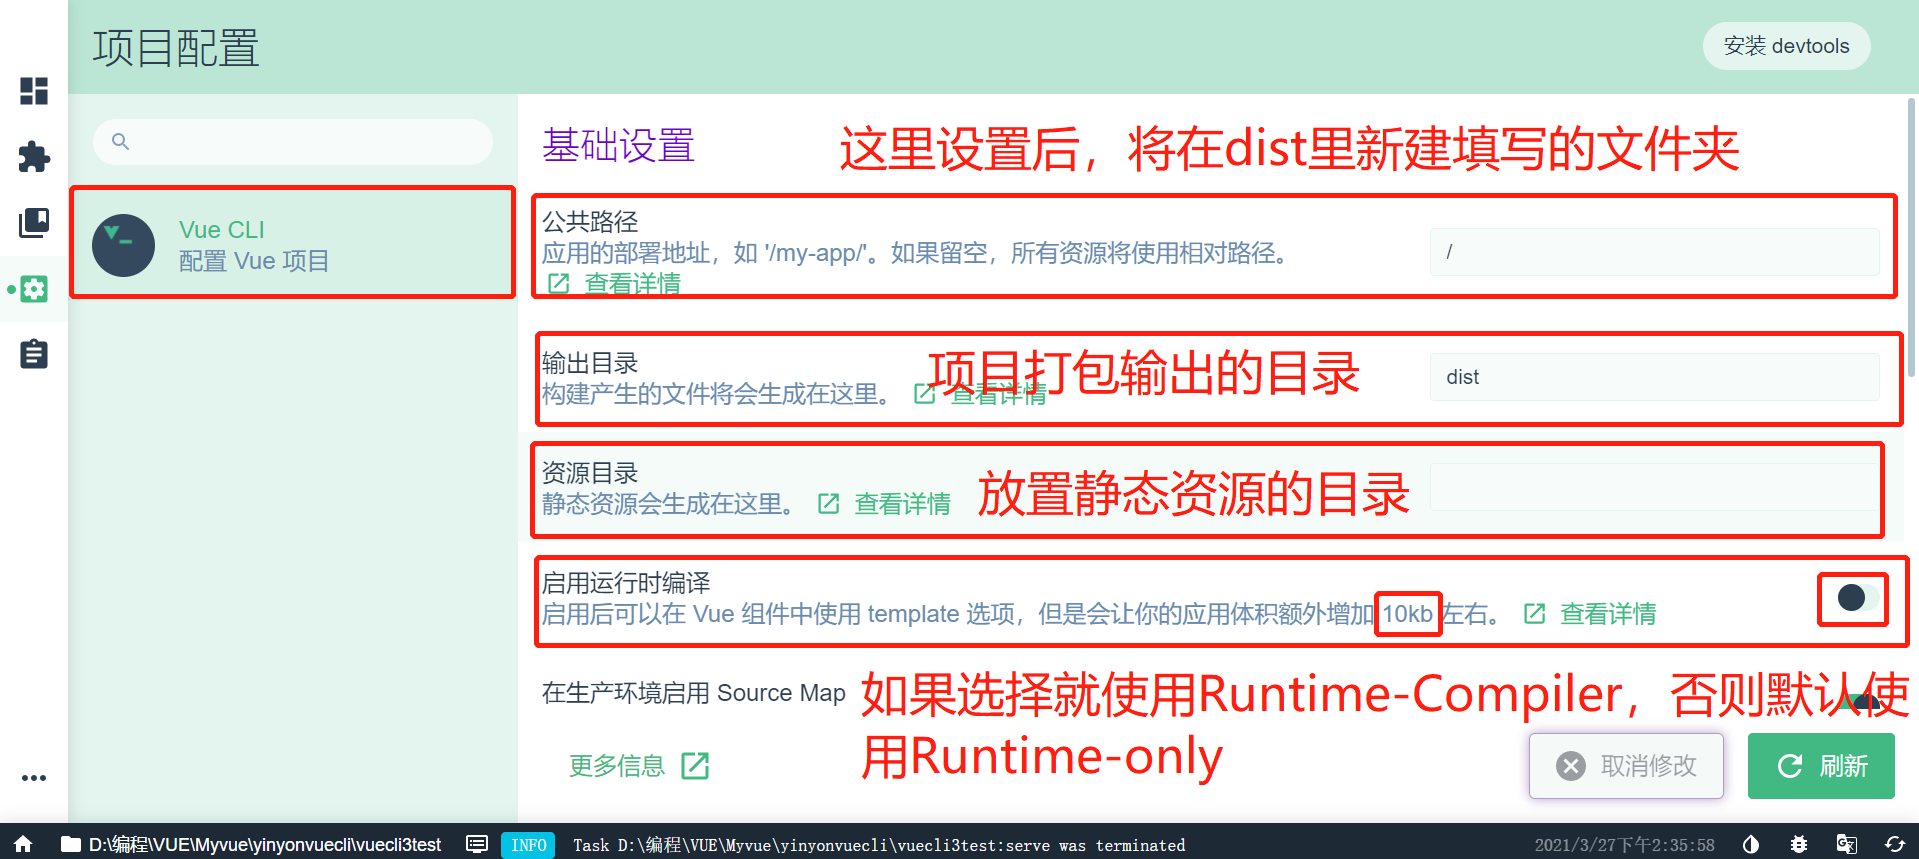 项目配置
安装 devtools
基础设置
这里设置后，将在dist里新建填写的文件夹
Vue CLI
配置 Vue 项目
公共路径
应用的部署地址，如 '/my-app/'。如果留空，所有资源将使用相对路径。
查看详情
/
输出目录
构建产生的文件将会生成在这里。 查看详情
项目打包输出的目录
dist
资源目录
静态资源会生成在这里。 查看详情
放置静态资源的目录
启用运行时编译
启用后可以在 Vue 组件中使用 template 选项，但是会让你的应用体积额外增加 10kb 左右。 查看详情
在生产环境启用 Source Map
如果选择就使用Runtime-Compiler，否则默认使
用Runtime-only
更多信息
取消修改
刷新
D:\编程\VUE\Myvue\yinyonvuecli\vuecli3test
INFO
Task D:\编程\VUE\Myvue\yinyonvuecli\vuecli3test:serve was terminated
2021/3/27下午2:35:58